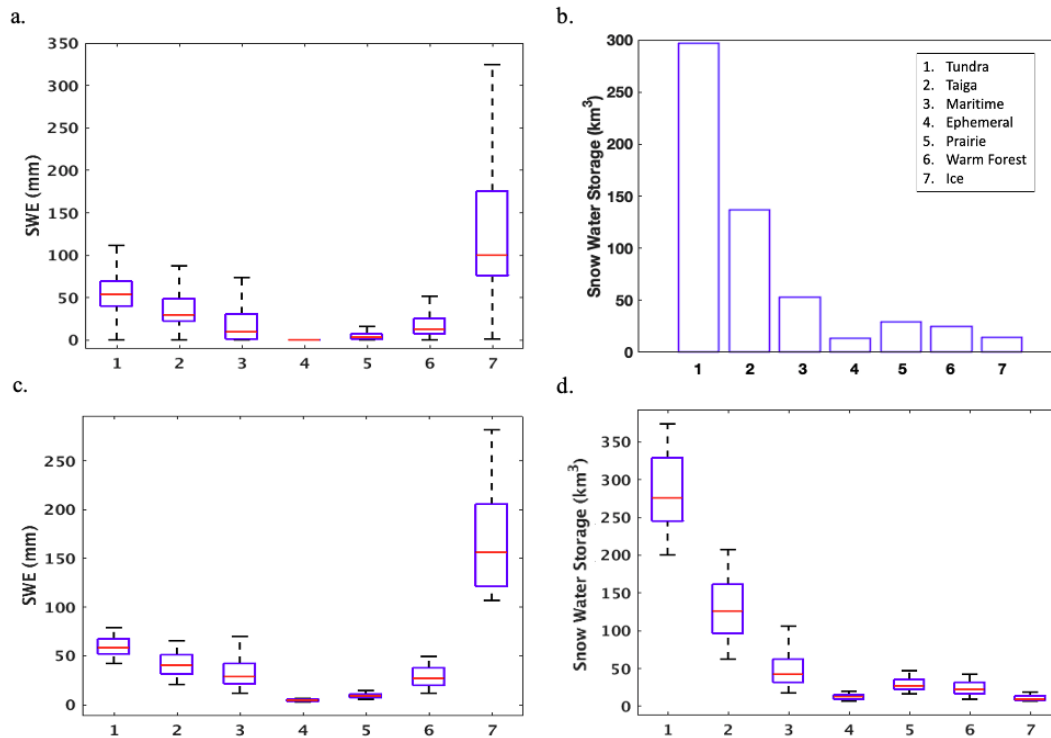 a.
350
300
250
200
150
100
50
0
SWE (mm)
1 2 3 4 5 6 7
b.
300
250
200
150
100
50
0
Snow Water Storage (km³)
1. Tundra
2. Taiga
3. Maritime
4. Ephemeral
5. Prairie
6. Warm Forest
7. Ice
1 2 3 4 5 6 7
c.
250
200
150
100
50
0
SWE (mm)
1 2 3 4 5 6 7
d.
350
300
250
200
150
100
50
0
Snow Water Storage (km³)
1 2 3 4 5 6 7